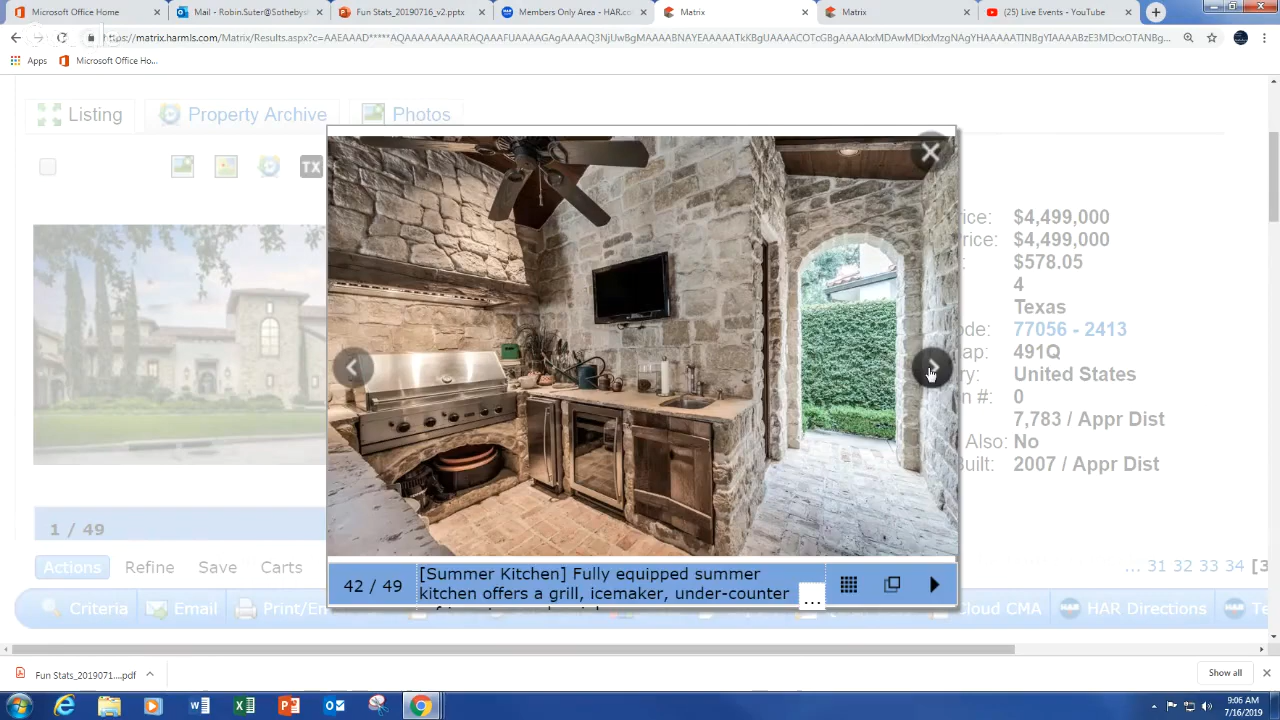 Microsoft Office Home
Mail - Robin.Suter@Sothebys
Fun Stats_20190716_v2.pptx
Members Only Area - HAR.co
Matrix
Matrix
(25) Live Events - YouTube
Apps
Microsoft Office Ho...
Listing
Property Archive
Photos
TX
rice: $4,499,000
rice: $4,499,000
: $578.05
4
Texas
ode: 77056 - 2413
ap: 491Q
ry: United States
n #: 0
7,783 / Appr Dist
Also: No
Built: 2007 / Appr Dist
1 / 49
42 / 49
[Summer Kitchen] Fully equipped summer
kitchen offers a grill, icemaker, under-counter
...
Actions
Refine
Save
Carts
... 31 32 33 34 [3
Criteria
Email
Print/E
Cloud CMA
HAR Directions
Te
Fun Stats_2019071....pdf
Show all
9:06 AM
7/16/2019